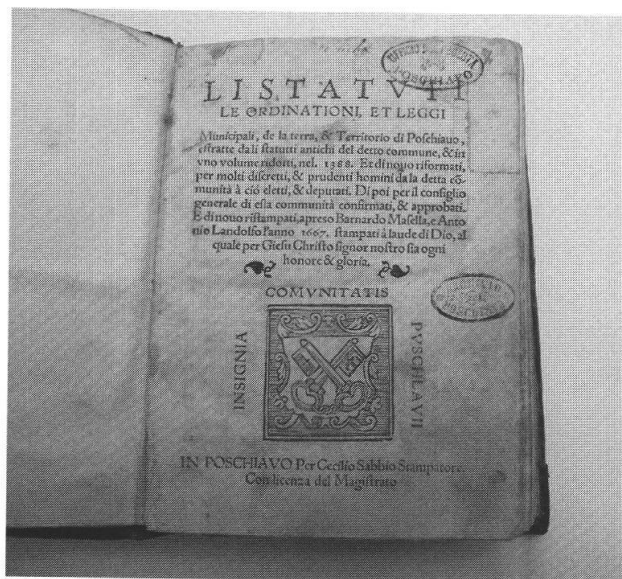 LI STATVTI
LE ORDINATIONI, ET LEGGI
Municipali, de la terra, & Territorio di Poschiauo,
estratte da li statutti antichi del detto commune, & in
vno volume ridotti, nel. 1388. Et di nouo riformati,
per molti discreti, & prudenti homini da la detta cõ-
munità à ciò eletti, & deputati. Di poi per il consiglio
generale di essa communità confirmati, & approbati.
E di nouo ristampati, apreso Barnardo Masella, e Anto
nio Landolfo l'anno 1667. stampati à laude di Dio, al
quale per Giesu Christo signor nostro sia ogni
honore & gloria.
COMVNITATIS
INSIGNIA
PVSCHLAVII
IN POSCHIAVO Per Cecilio Sabbio Stampatore.
Con licenza del Magistrato